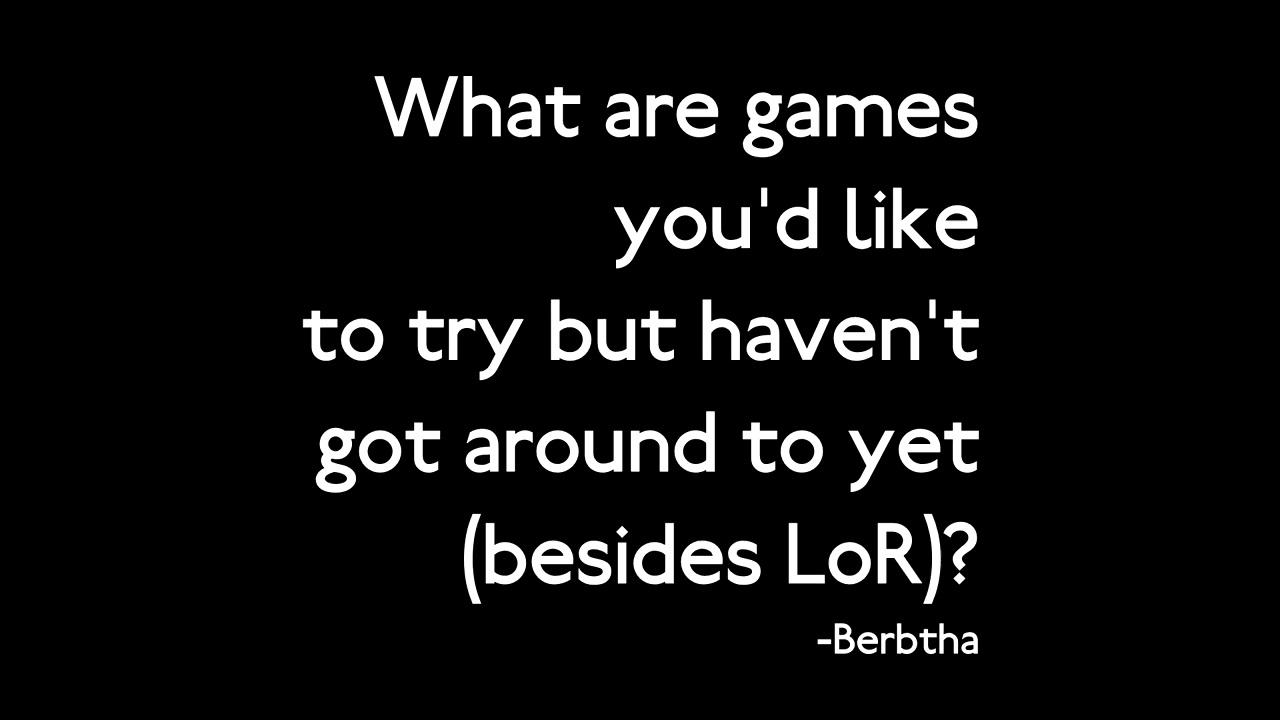 What are games
you'd like
to try but haven't
got around to yet
(besides LoR)?
-Berbtha